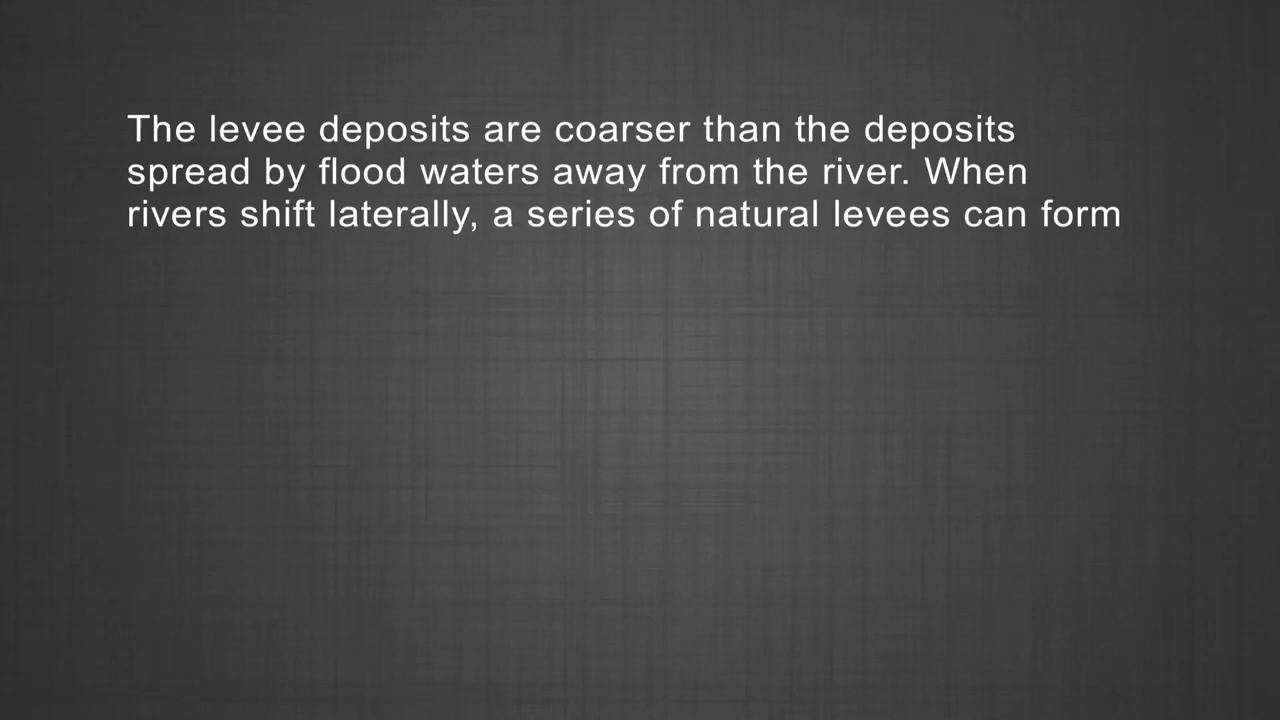 The levee deposits are coarser than the deposits
spread by flood waters away from the river. When
rivers shift laterally, a series of natural levees can form